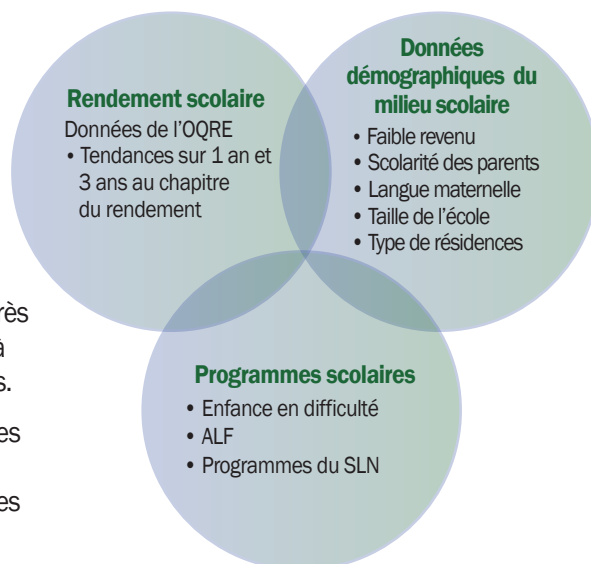 Rendement scolaire
Données de l’OQRE
• Tendances sur 1 an et
3 ans au chapitre
du rendement
Données
démographiques du
milieu scolaire
• Faible revenu
• Scolarité des parents
• Langue maternelle
• Taille de l’école
• Type de résidences
Programmes scolaires
• Enfance en difficulté
• ALF
• Programmes du SLN